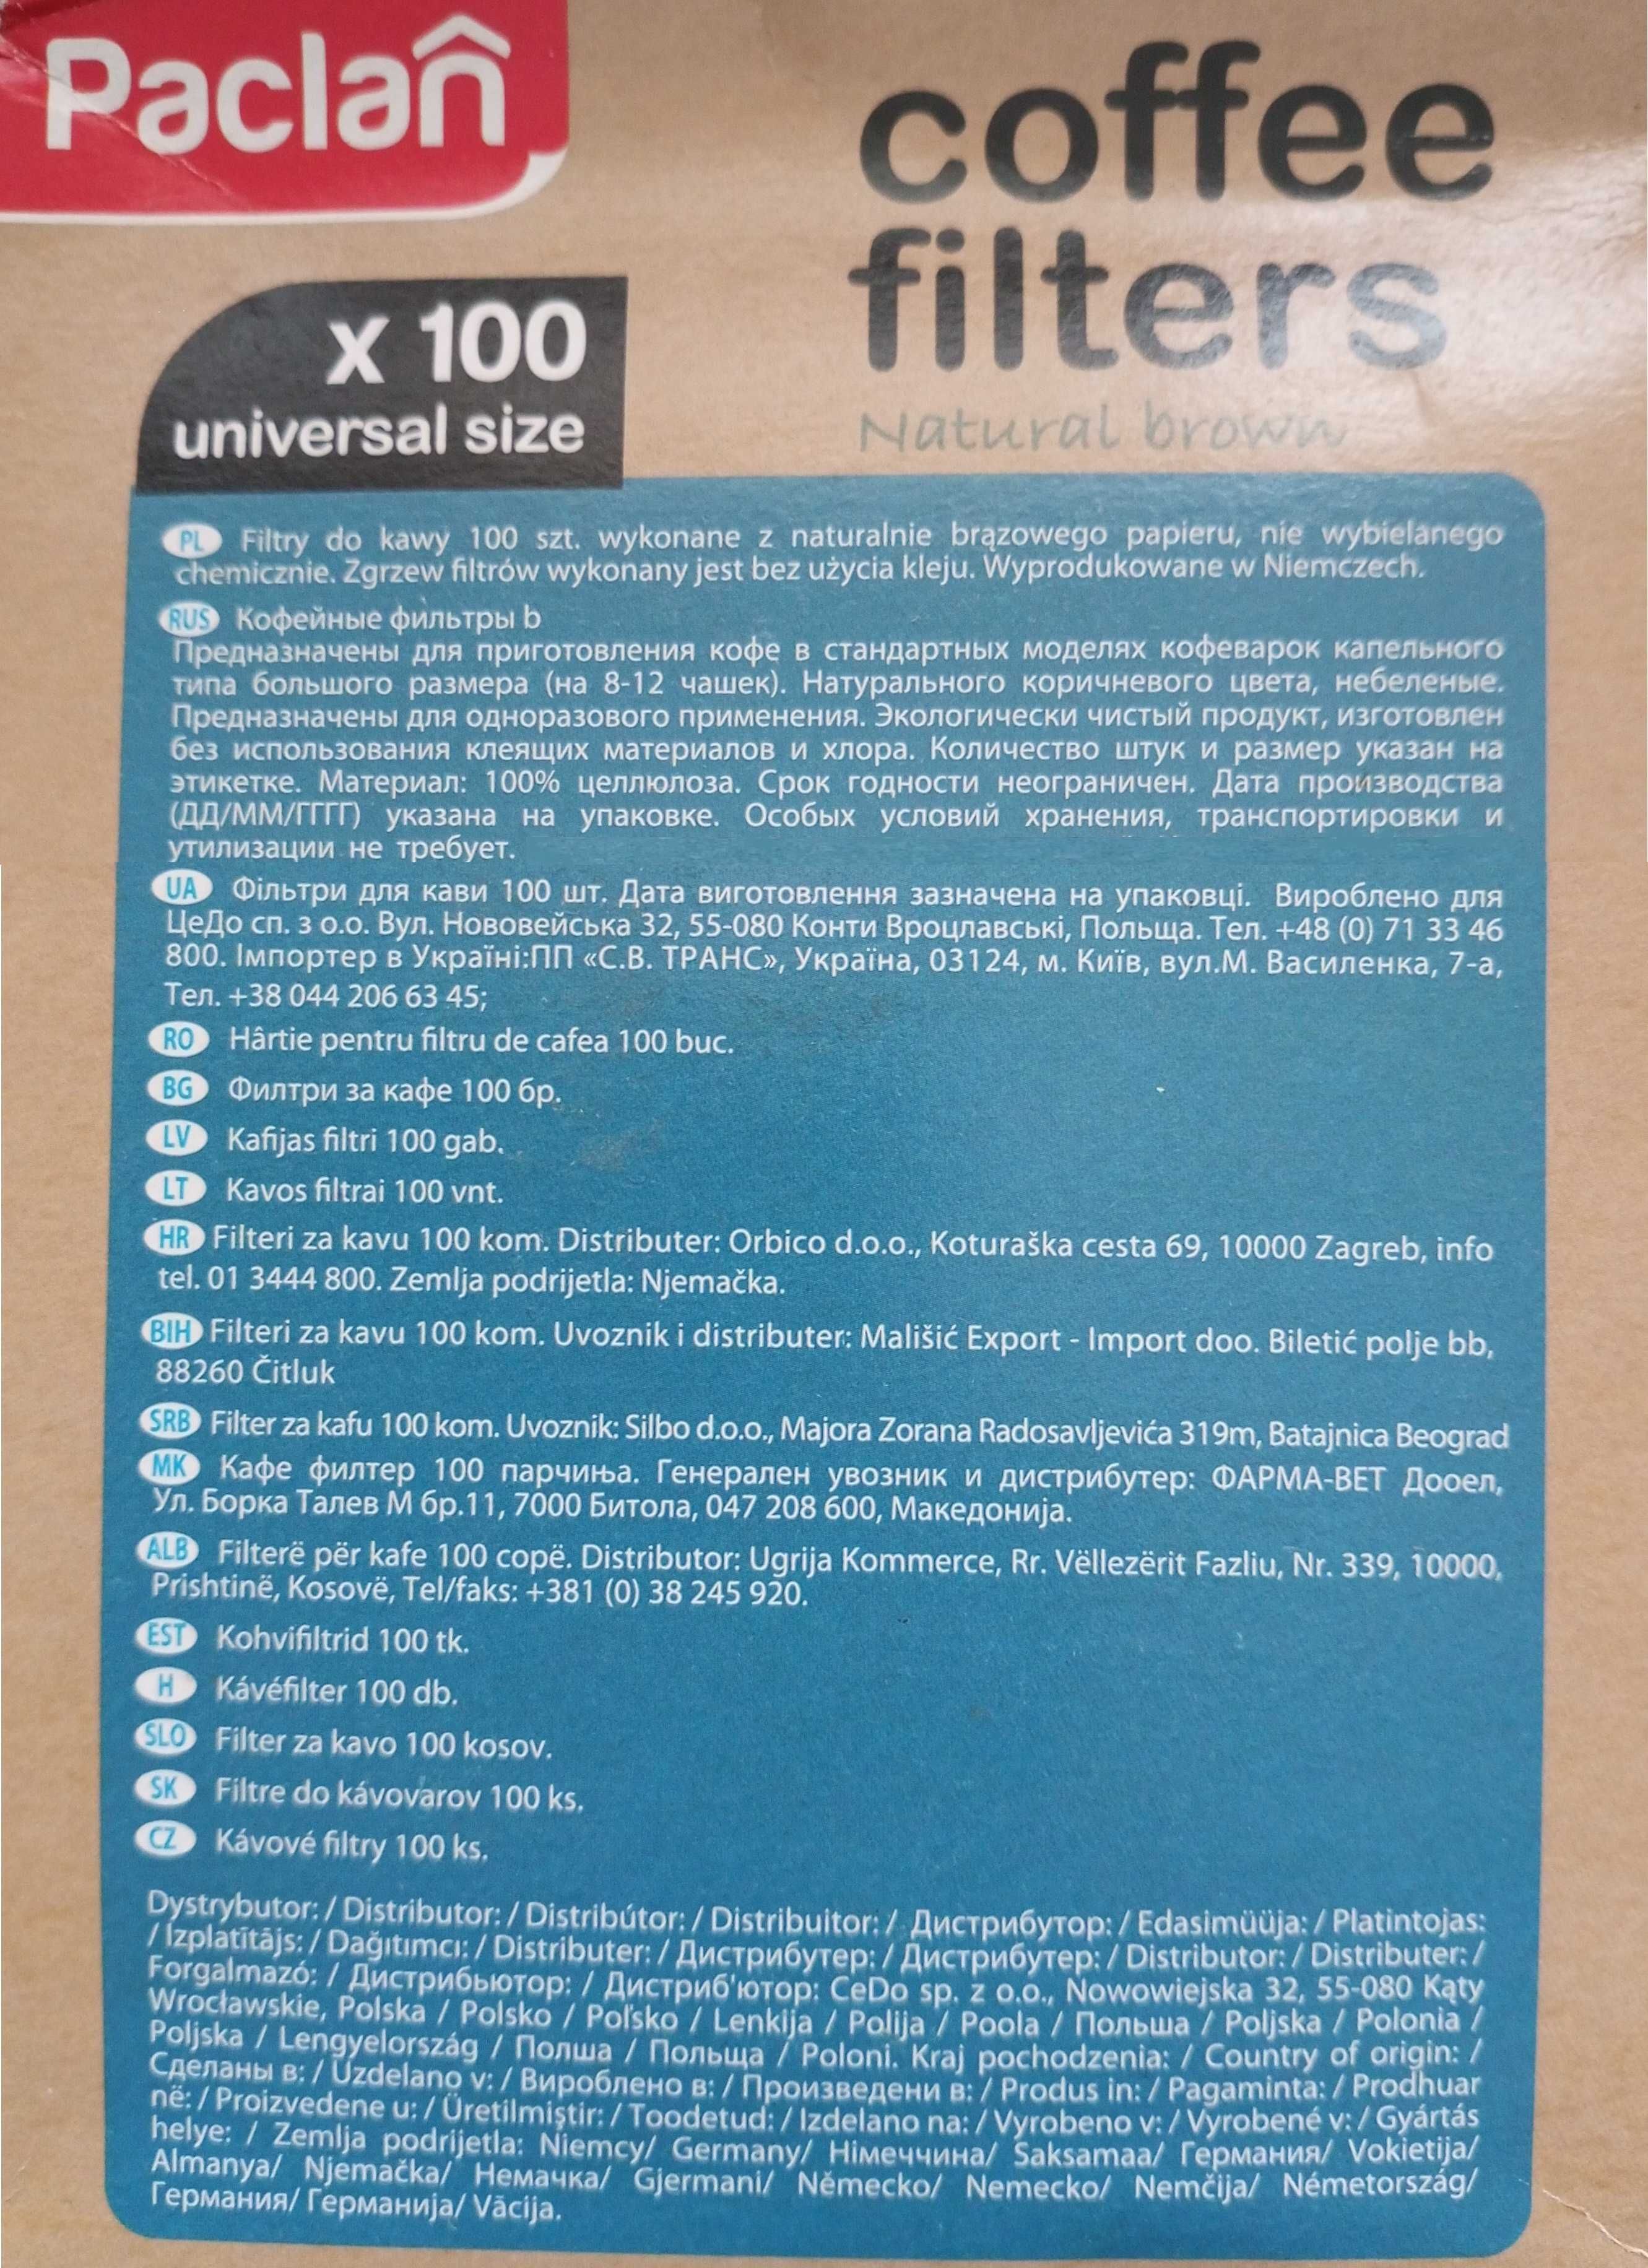 Paclan
coffee
filters
Natural brown
x 100
universal size
PL Filtry do kawy 100 szt. wykonane z naturalnie brązowego papieru, nie wybielanego
chemicznie. Zgrzew filtrów wykonany jest bez użycia kleju. Wyprodukowane w Niemczech.
RUS Кофейные фильтры b
Предназначены для приготовления кофе в стандартных моделях кофеварок капельного
типа большого размера (на 8-12 чашек). Натурального коричневого цвета, небеленые.
Предназначены для одноразового применения. Экологически чистый продукт, изготовлен
без использования клеящих материалов и хлора. Количество штук и размер указан на
этикетке. Материал: 100% целлюлоза. Срок годности неограничен. Дата производства
(ДД/ММ/ГГГГ) указана на упаковке. Особых условий хранения, транспортировки и
утилизации не требует.
UA Фільтри для кави 100 шт. Дата виготовлення зазначена на упаковці. Вироблено для
ЦеДо сп. з о.о. Вул. Нововейська 32, 55-080 Конти Вроцлавські, Польща. Тел. +48 (0) 71 33 46
800. Імпортер в Україні:ПП «С.В. ТРАНС», Україна, 03124, м. Київ, вул.М. Василенка, 7-а,
Тел. +38 044 206 63 45;
RO Hârtie pentru filtru de cafea 100 buc.
BG Филтри за кафе 100 бр.
LV Kafijas filtri 100 gab.
LT Kavos filtrai 100 vnt.
HR Filteri za kavu 100 kom. Distributer: Orbico d.o.o., Koturaška cesta 69, 10000 Zagreb, info
tel. 01 3444 800. Zemlja podrijetla: Njemačka.
BIH Filteri za kavu 100 kom. Uvoznik i distributer: Mališić Export - Import doo. Biletić polje bb,
88260 Čitluk
SRB Filter za kafu 100 kom. Uvoznik: Silbo d.o.o., Majora Zorana Radosavljevića 319m, Batajnica Beograd
MK Кафе филтер 100 парчиња. Генерален увозник и дистрибутер: ФАРМА-ВЕТ Дооел,
Ул. Борка Талев М бр.11, 7000 Битола, 047 208 600, Македонија.
ALB Filterë për kafe 100 copë. Distributor: Ugrija Kommerce, Rr. Vëllezërit Fazliu, Nr. 339, 10000,
Prishtinë, Kosovë, Tel/faks: +381 (0) 38 245 920.
EST Kohvifiltrid 100 tk.
H Kávéfilter 100 db.
SLO Filter za kavo 100 kosov.
SK Filtre do kávovarov 100 ks.
CZ Kávové filtry 100 ks.
Dystrybutor: / Distributor: / Distribútor: / Distribuitor: / Дистрибутор: / Edasimüüja: / Platintojas:
/ Izplatītājs: / Dağıtımcı: / Distributer: / Дистрибутер: / Дистрибутер: / Distributor: / Distributer: /
Forgalmazó: / Дистрибьютор: / Дистриб'ютор: CeDo sp. z o.o., Nowowiejska 32, 55-080 Kąty
Wrocławskie, Polska / Polsko / Poľsko / Lenkija / Polija / Poola / Польша / Poljska / Polonia /
Poljska / Lengyelország / Полша / Польща / Poloni. Kraj pochodzenia: / Country of origin: /
Сделаны в: / Uzdelano v: / Вироблено в: / Произведени в: / Produs in: / Pagaminta: / Prodhuar
në: / Proizvedene u: / Üretilmiştir: / Toodetud: / Izdelano na: / Vyrobeno v: / Vyrobené v: / Gyártás
helye: / Zemlja podrijetla: Niemcy/ Germany/ Німеччина/ Saksamaa/ Германия/ Vokietija/
Almanya/ Njemačka/ Немачка/ Gjermani/ Německo/ Nemecko/ Nemčija/ Németország/
Германия/ Германија/ Vācija.